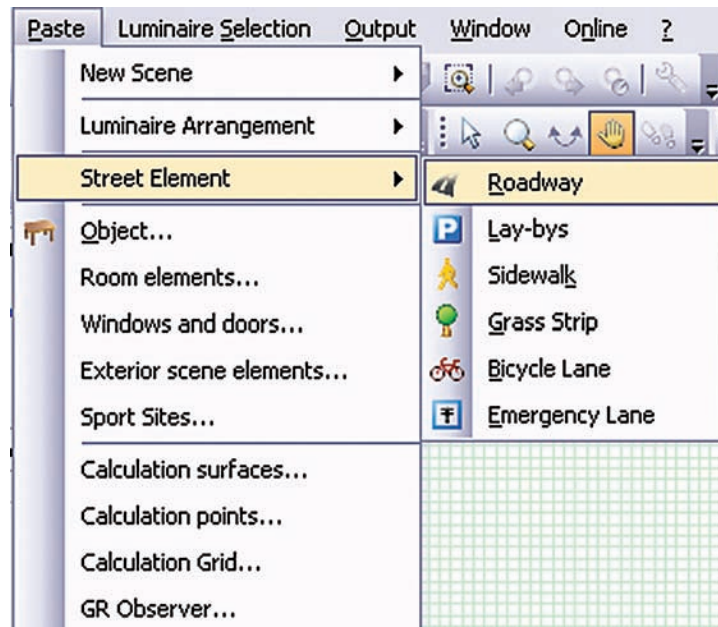 Paste Luminaire Selection Output Window Online ?
New Scene
Luminaire Arrangement
Street Element
Object...
Room elements...
Windows and doors...
Exterior scene elements...
Sport Sites...
Calculation surfaces...
Calculation points...
Calculation Grid...
GR Observer...
Roadway
P Lay-bys
Sidewalk
Grass Strip
Bicycle Lane
Emergency Lane